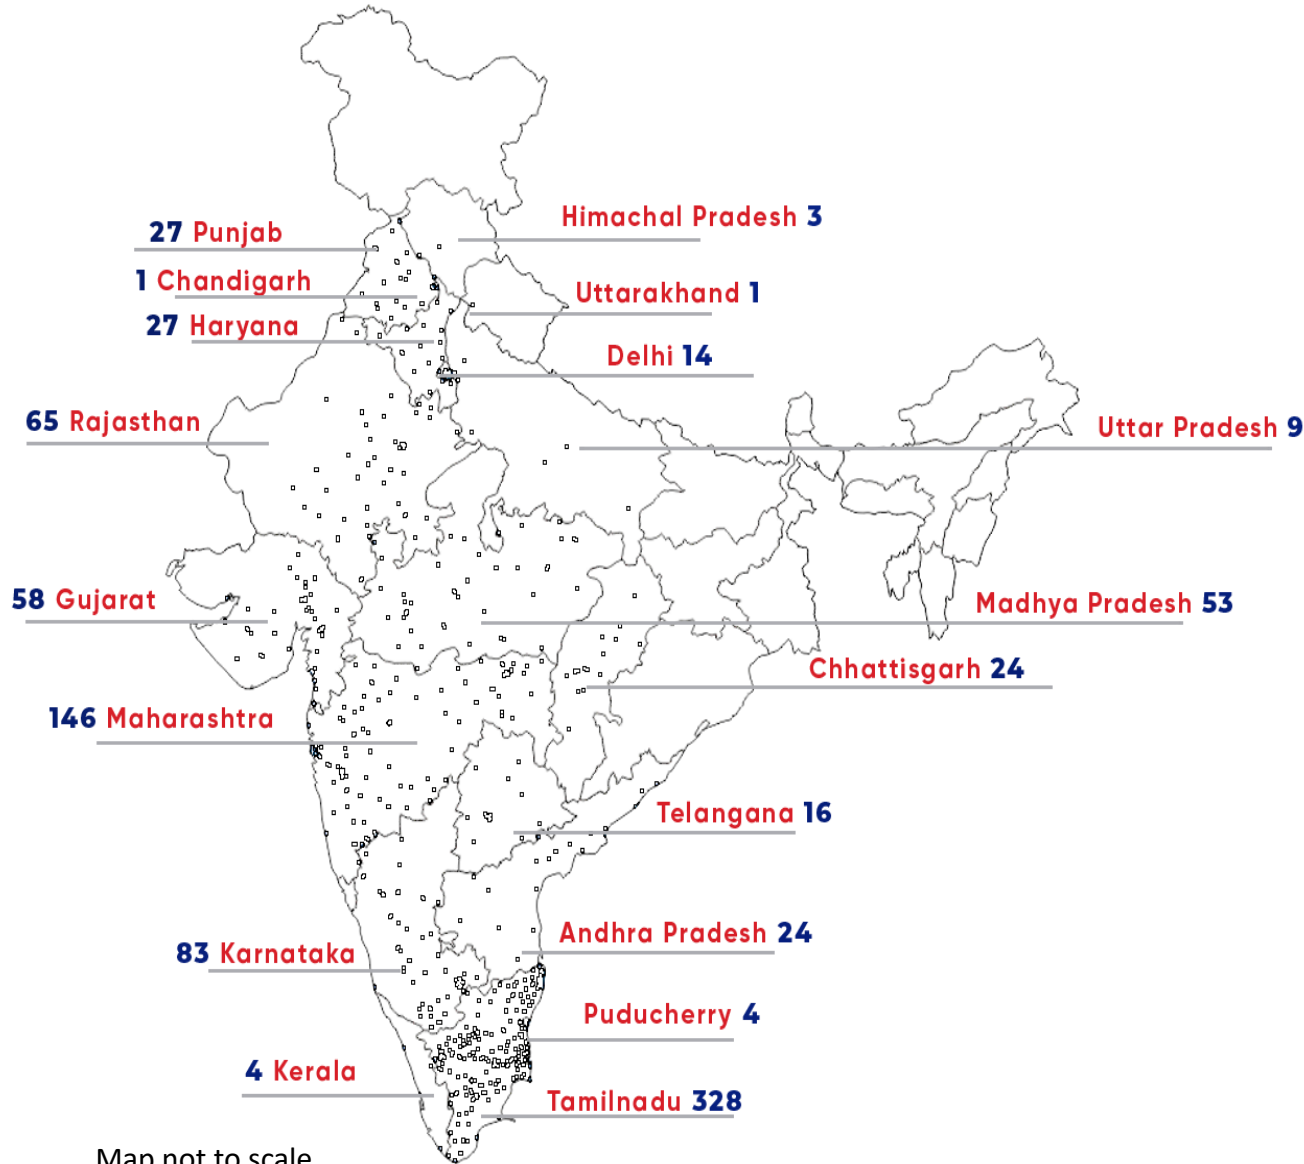 Himachal Pradesh 3
27 Punjab
1 Chandigarh
Uttarakhand 1
27 Haryana
Delhi 14
65 Rajasthan
Uttar Pradesh 9
58 Gujarat
Madhya Pradesh 53
Chhattisgarh 24
146 Maharashtra
Telangana 16
Andhra Pradesh 24
83 Karnataka
Puducherry 4
4 Kerala
Tamilnadu 328
Map not to scale